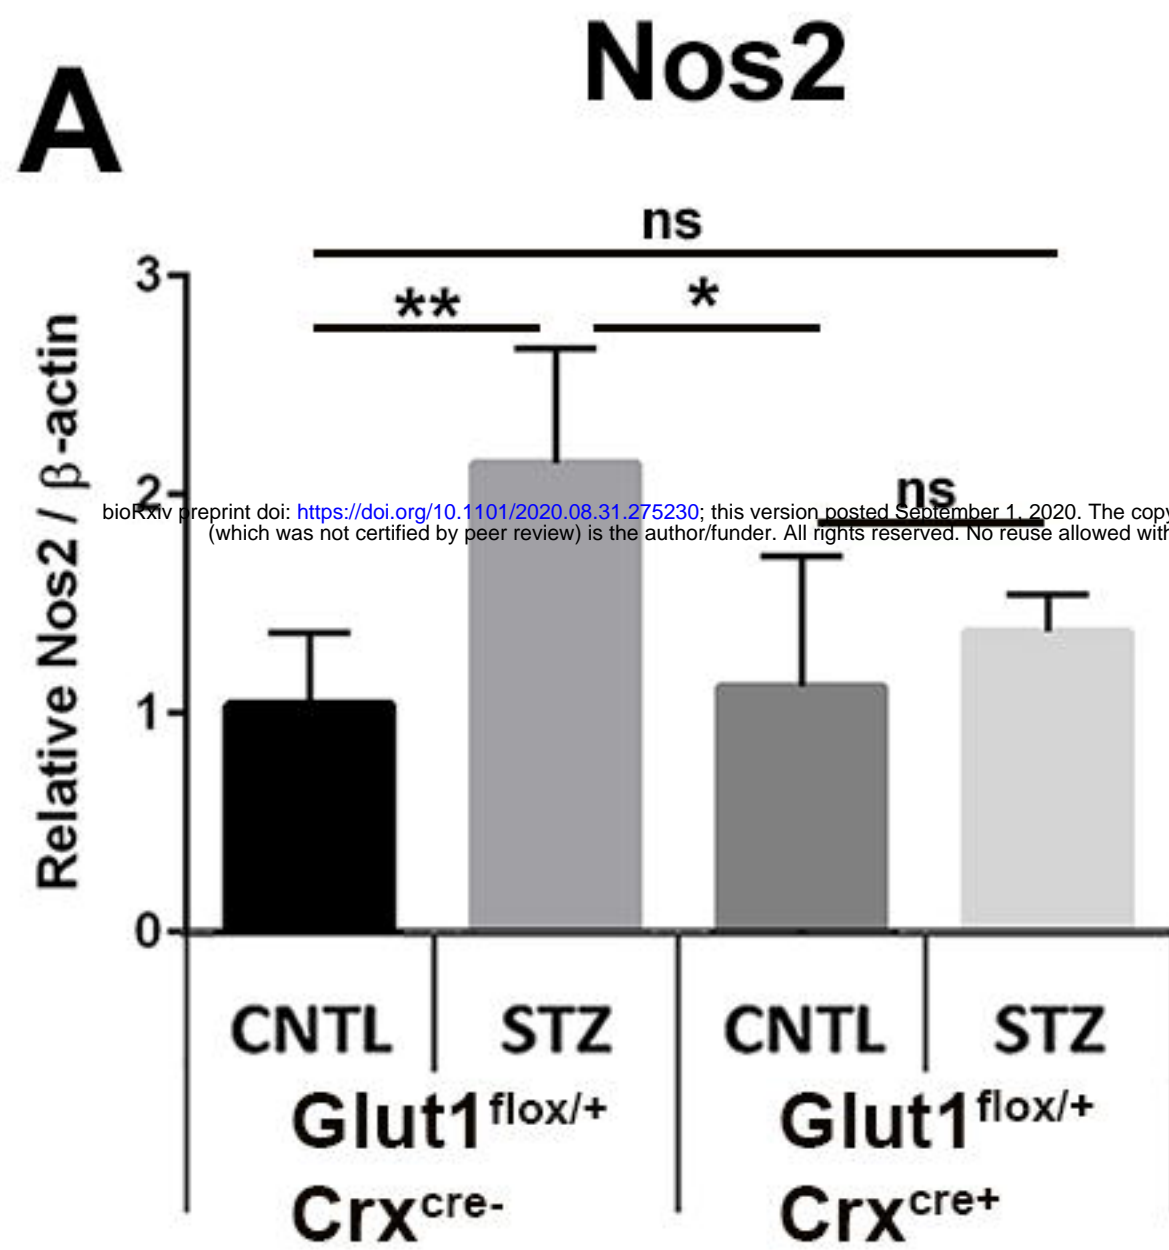 Nos2
A
ns
3
** *
Relative Nos2 / β-actin
2
ns
bioRxiv preprint doi: https://doi.org/10.1101/2020.08.31.275230; this version posted September 1, 2020. The copy
(which was not certified by peer review) is the author/funder. All rights reserved. No reuse allowed with
1
0
CNTL STZ CNTL STZ
Glut1flox/+ Glut1flox/+
Crxcre- Crxcre+